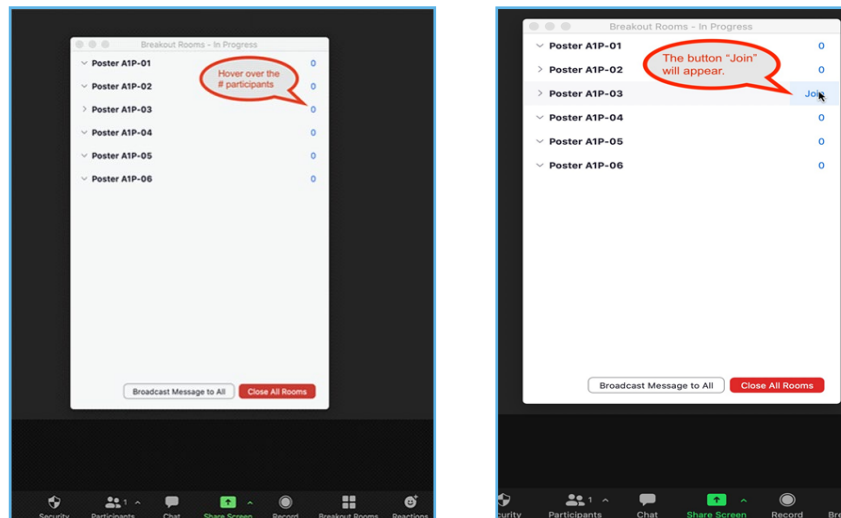 Breakout Rooms - In Progress
Poster A1P-01 0
Hover over the
# participants
Poster A1P-02 0
Poster A1P-03 0
Poster A1P-04 0
Poster A1P-05 0
Poster A1P-06 0
Broadcast Message to All Close All Rooms
1
Security Participants Chat Share Screen Record Breakout Rooms Reactions
Breakout Rooms - In Progress
Poster A1P-01 0
The button “Join”
will appear.
Poster A1P-02 0
Poster A1P-03 Join
Poster A1P-04 0
Poster A1P-05 0
Poster A1P-06 0
Broadcast Message to All Close All Rooms
1
Participants Chat Share Screen Record